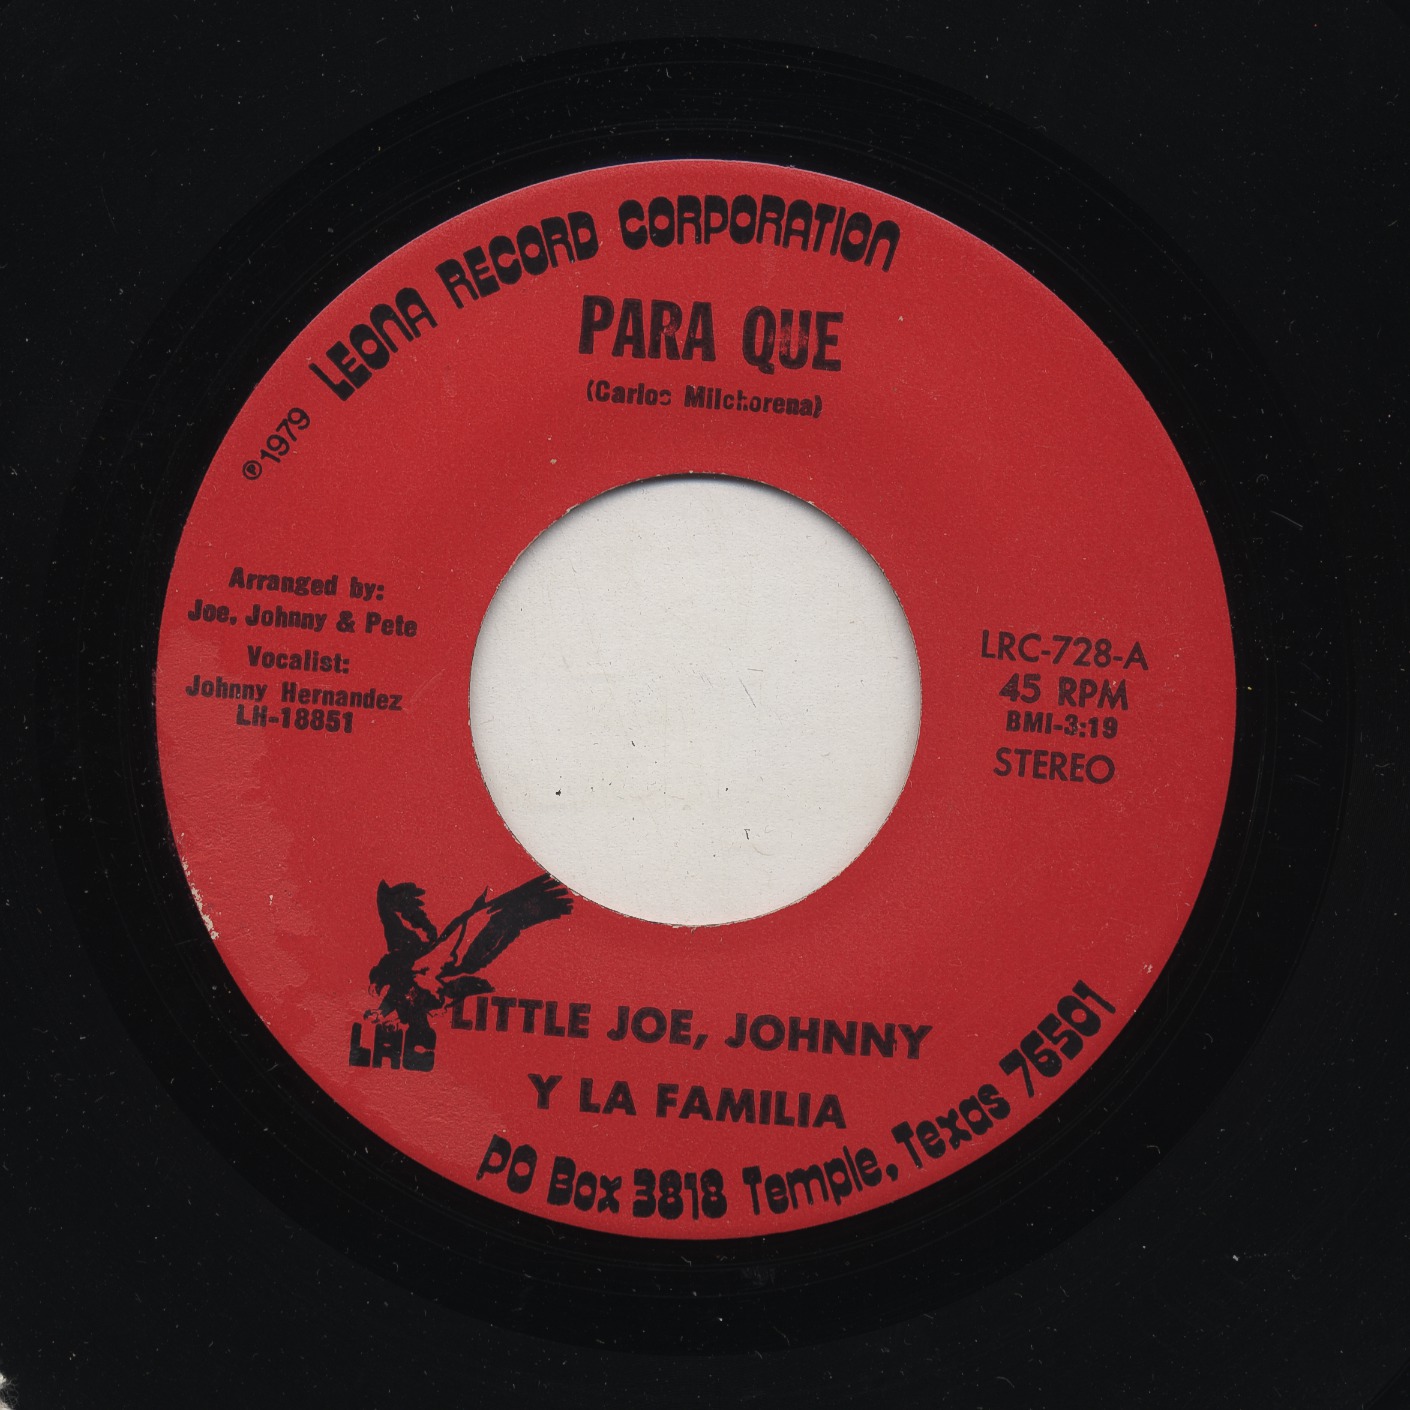 ℗1979 LEONA RECORD CORPORATION
PARA QUE
(Carlos Milchorena)
Arranged by:
Joe, Johnny & Pete
Vocalist:
Johnny Hernandez
LH-18851
LRC-728-A
45 RPM
BMI-3:19
STEREO
LRC
LITTLE JOE, JOHNNY
Y LA FAMILIA
PO Box 3818 Temple, Texas 76501